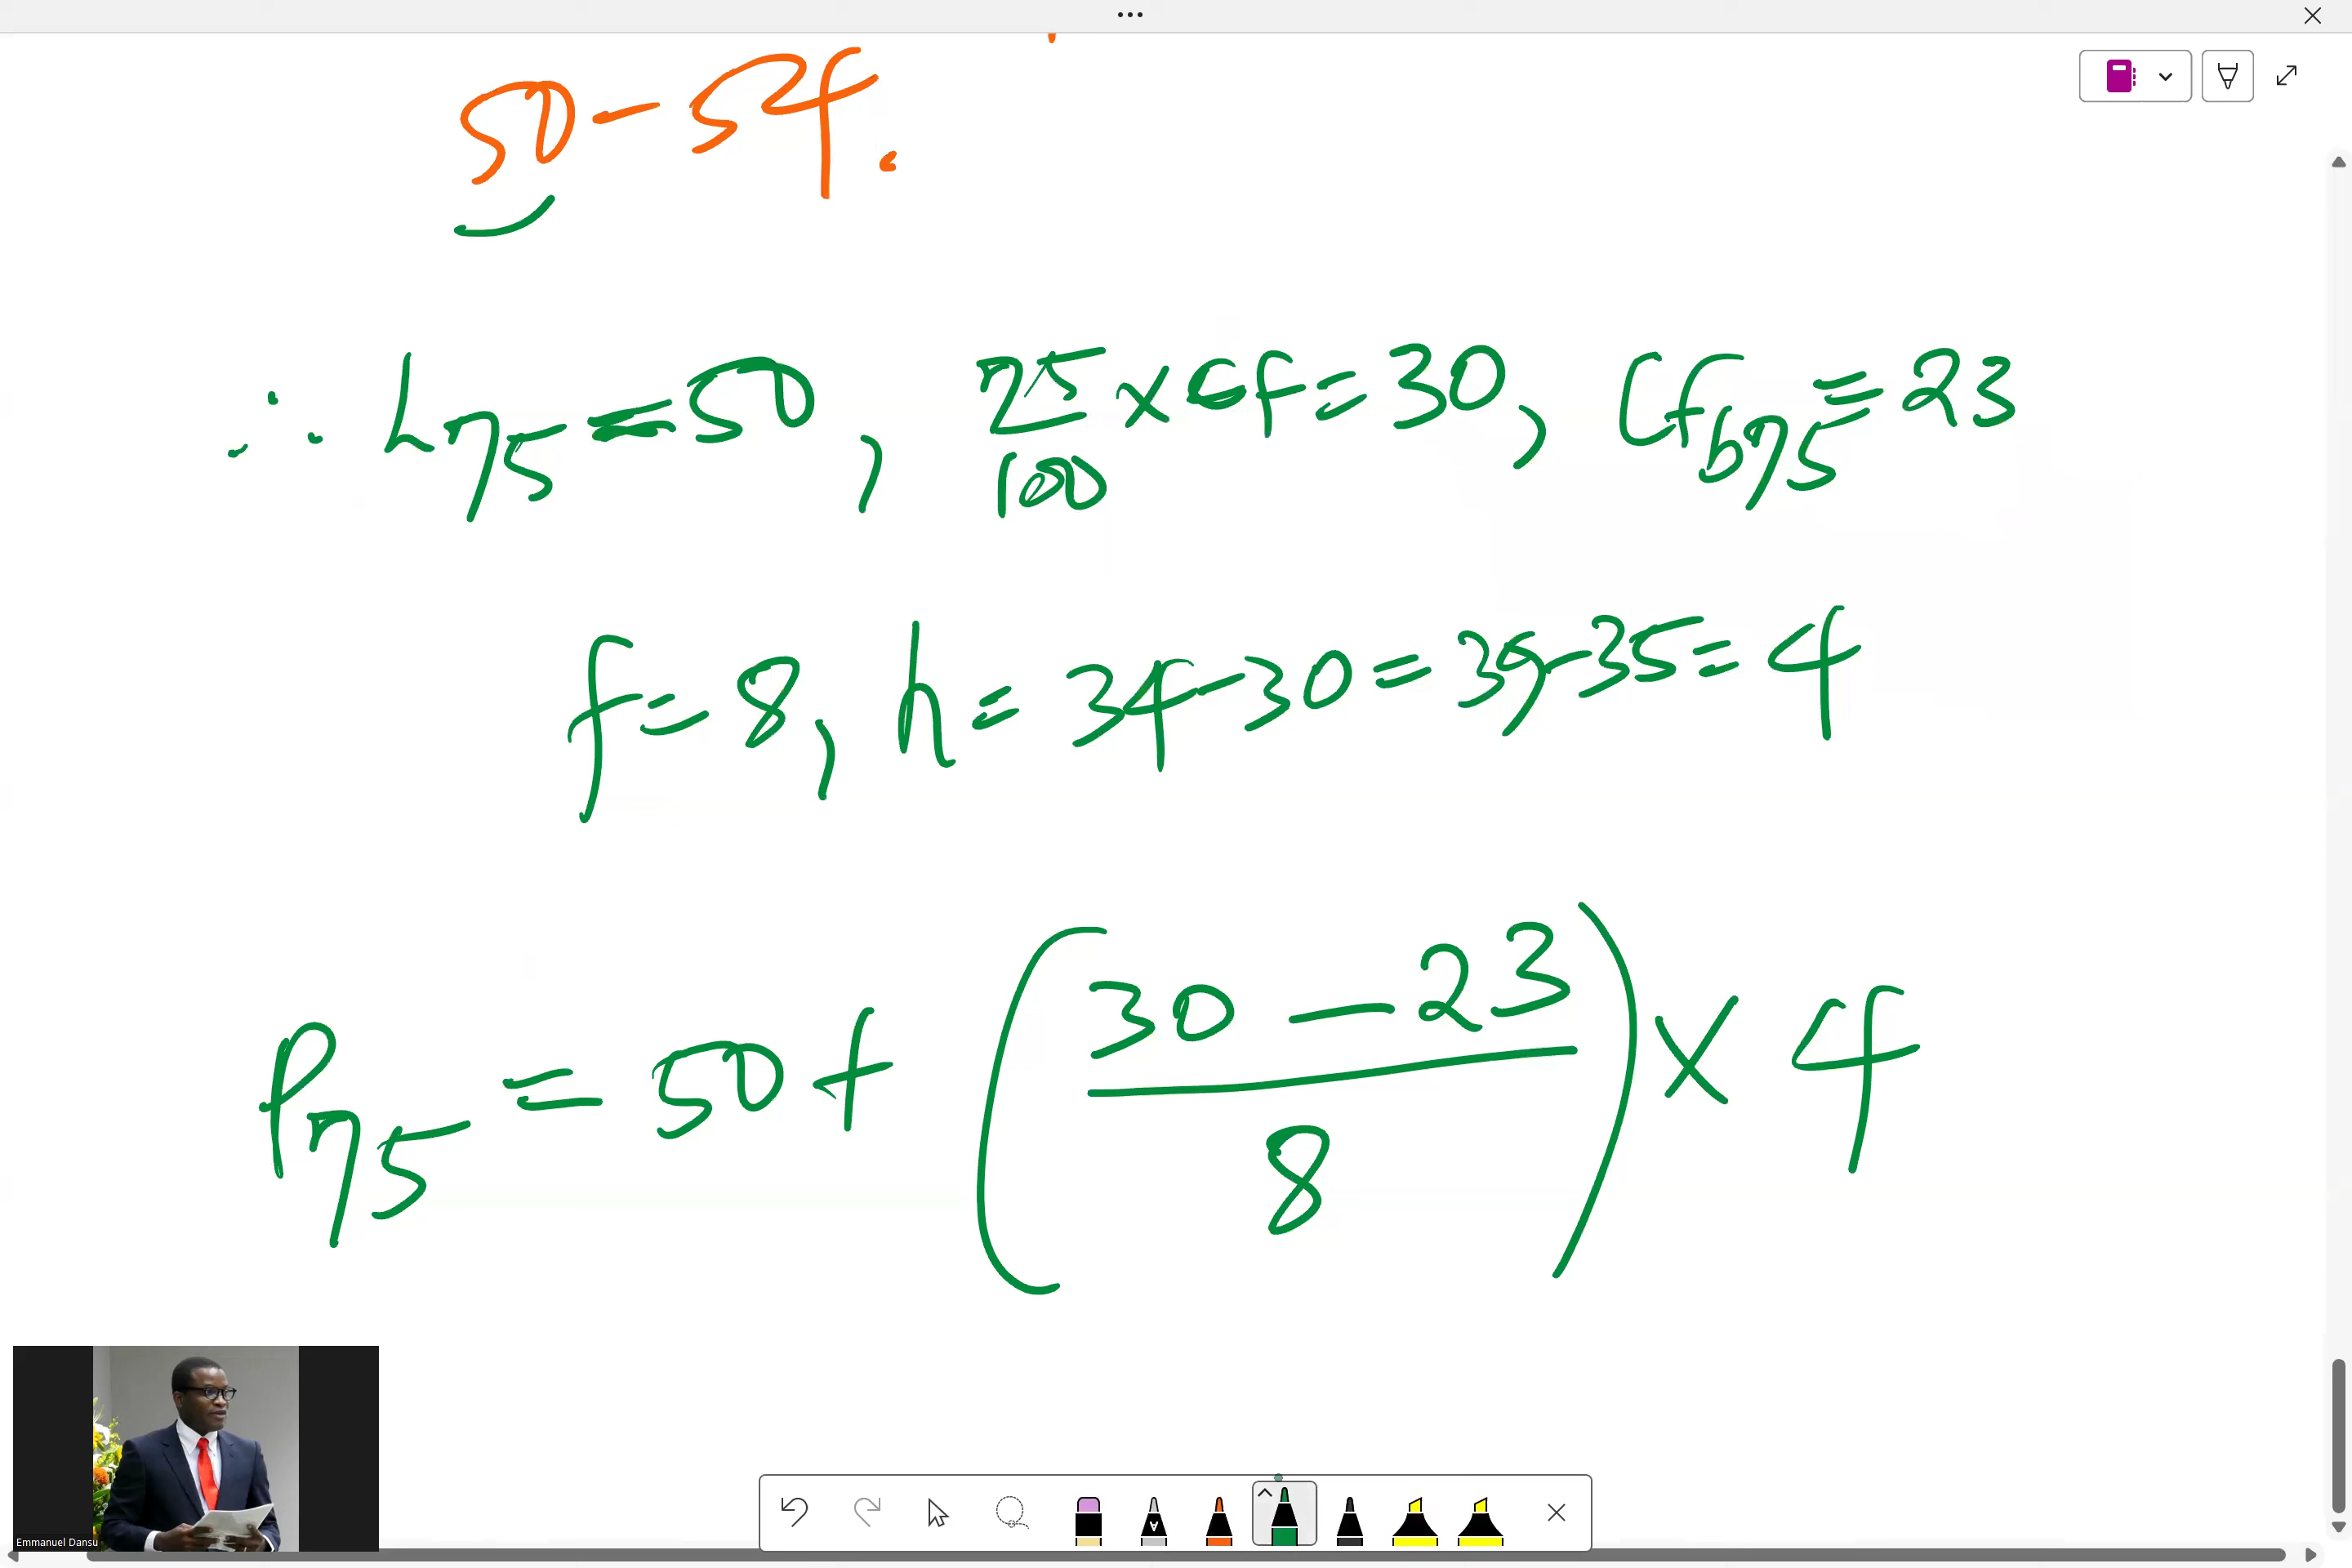 50 - 54.
∴ L75 = 50, 75/100 x cf = 30, Cfb75 = 23
f = 8, h = 34 - 30 = 39 - 35 = 4
P75 = 50 + (30 - 23 / 8) x 4
Emmanuel Dansu